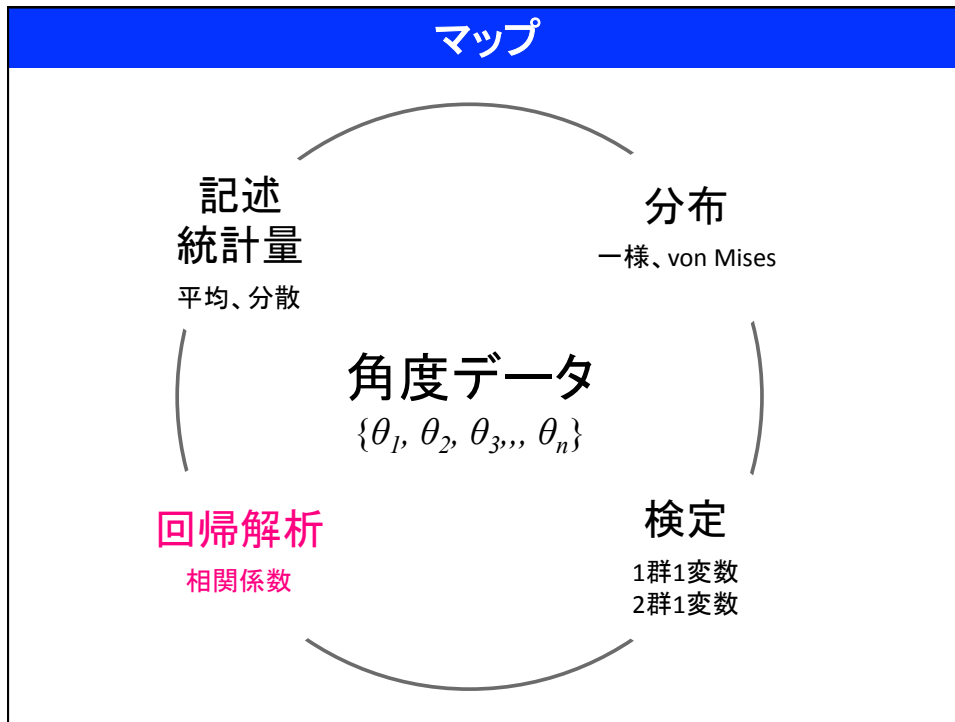 マップ
記述
統計量
平均、分散
分布
一様、von Mises
角度データ
{θ1, θ2, θ3,,, θn}
回帰解析
相関係数
検定
1群1変数
2群1変数